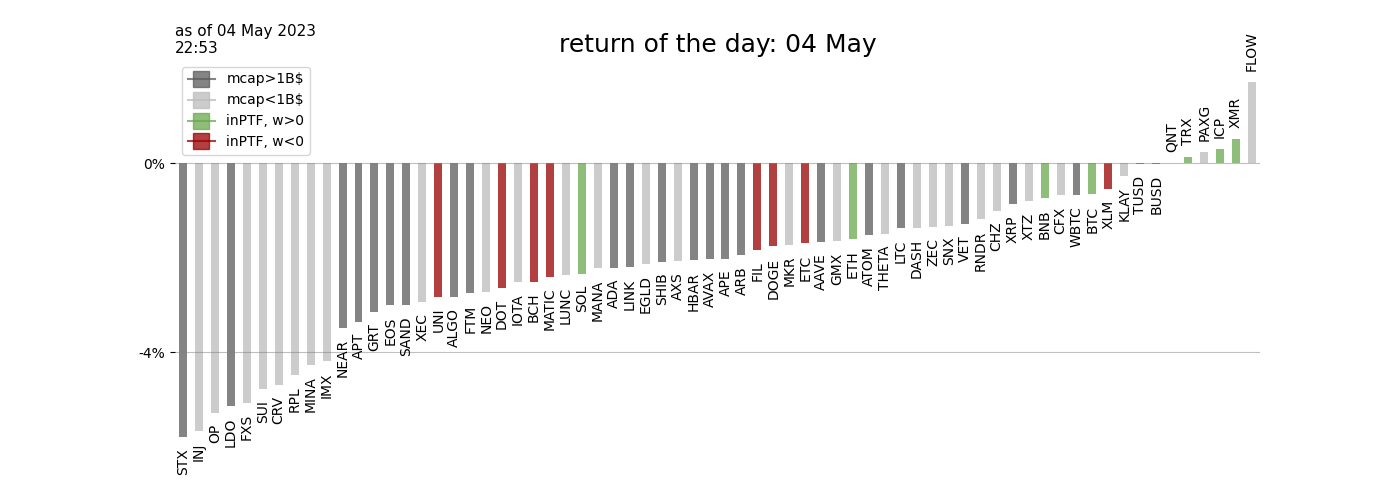 as of 04 May 2023
22:53
return of the day: 04 May
mcap>1B$
mcap<1B$
inPTF, w>0
inPTF, w<0
0%
-4%
STX
INJ
OP
LDO
FXS
SUI
CRV
RPL
MINA
IMX
NEAR
APT
GRT
EOS
SAND
XEC
UNI
ALGO
FTM
NEO
DOT
IOTA
BCH
MATIC
LUNC
SOL
MANA
ADA
LINK
EGLD
SHIB
AXS
HBAR
AVAX
APE
ARB
FIL
DOGE
MKR
ETC
AAVE
GMX
ETH
ATOM
THETA
LTC
DASH
ZEC
SNX
VET
RNDR
CHZ
XRP
XTZ
BNB
CFX
WBTC
BTC
XLM
KLAY
TUSD
BUSD
QNT
TRX
PAXG
ICP
XMR
FLOW